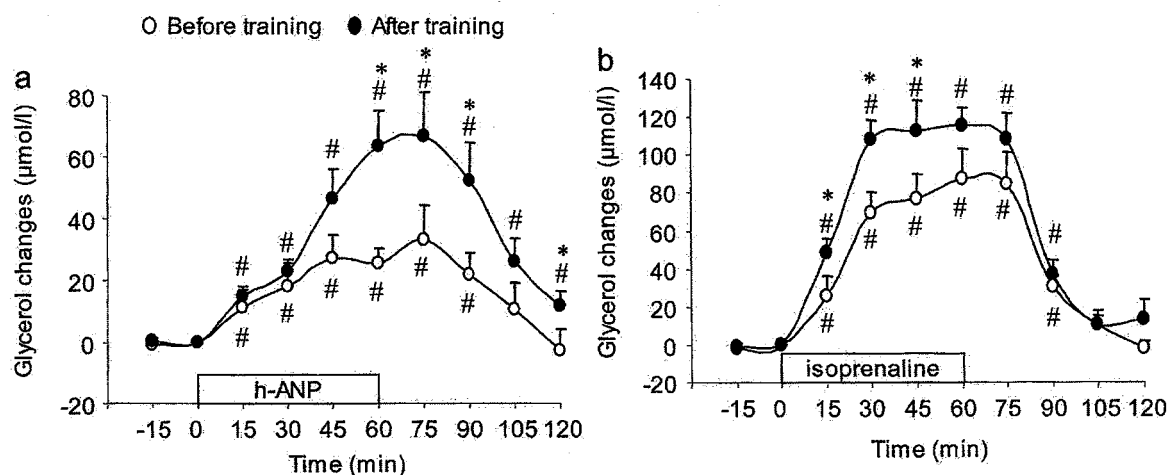 Before training After training
a
b
* *
# # * #
# #
# #
# # # # # #
* #
80
60
40
20
0
-20
Glycerol changes (µmol/l)
h-ANP
-15 0 15 30 45 60 75 90 105 120
Time (min)
* * # #
# #
* #
# # # # #
#
140
120
100
80
60
40
20
0
-20
Glycerol changes (µmol/l)
isoprenaline
-15 0 15 30 45 60 75 90 105 120
Time (min)